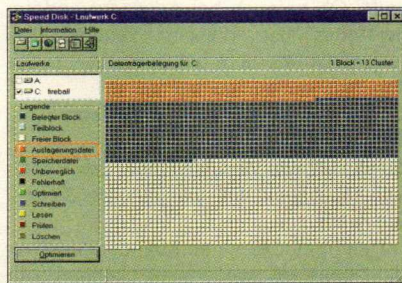 Speed Disk - Laufwerk C:
Datei Information Hilfe
Laufwerke
Datenträgerbelegung für C:
1 Block = 13 Cluster
A:
C: fireball
Legende
Belegter Block
Teilblock
Freier Block
Auslagerungsdatei
Speicherdatei
Unbeweglich
Fehlerhaft
Optimiert
Schreiben
Lesen
Prüfen
Löschen
Optimieren